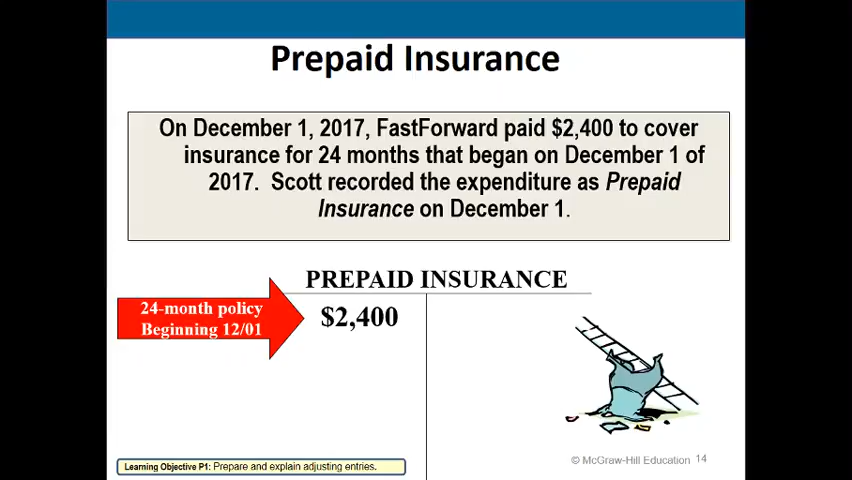 Prepaid Insurance
On December 1, 2017, FastForward paid $2,400 to cover
insurance for 24 months that began on December 1 of
2017. Scott recorded the expenditure as Prepaid
Insurance on December 1.
PREPAID INSURANCE
24-month policy
Beginning 12/01
$2,400
Learning Objective P1: Prepare and explain adjusting entries.
© McGraw-Hill Education 14